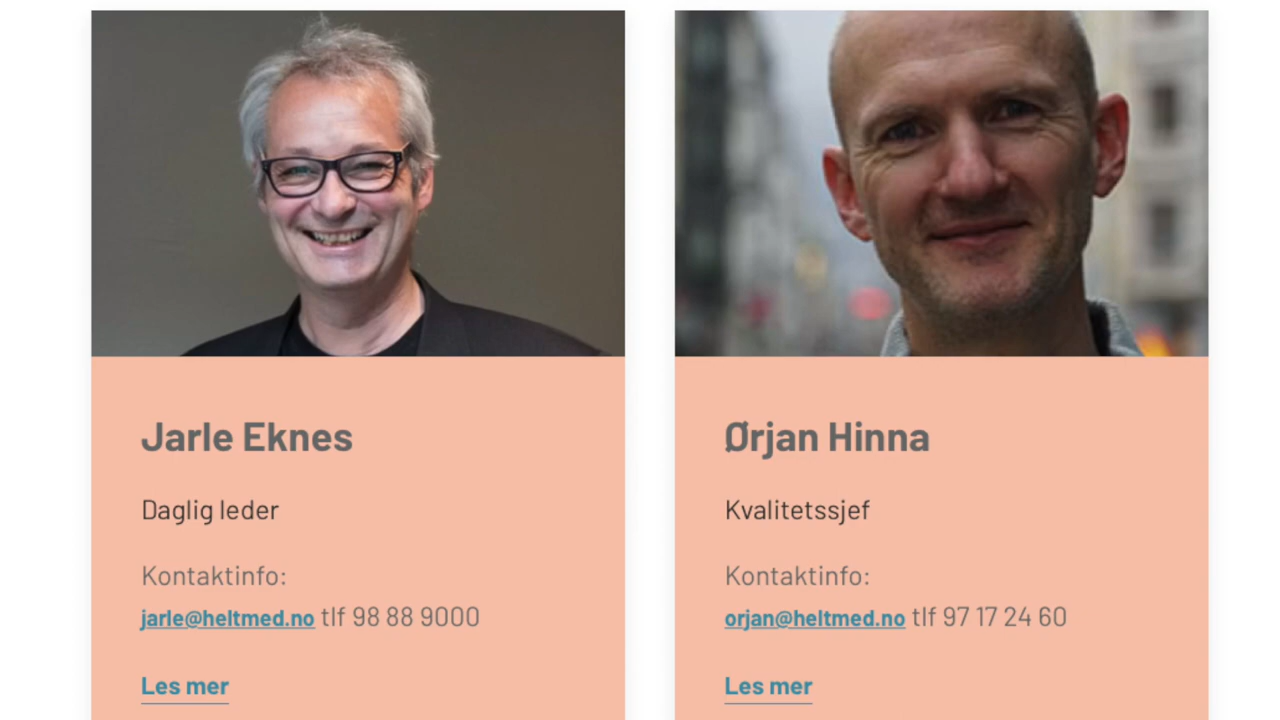 Jarle Eknes
Daglig leder
Kontaktinfo:
jarle@heltmed.no tlf 98 88 9000
Les mer
Ørjan Hinna
Kvalitetssjef
Kontaktinfo:
orjan@heltmed.no tlf 97 17 24 60
Les mer